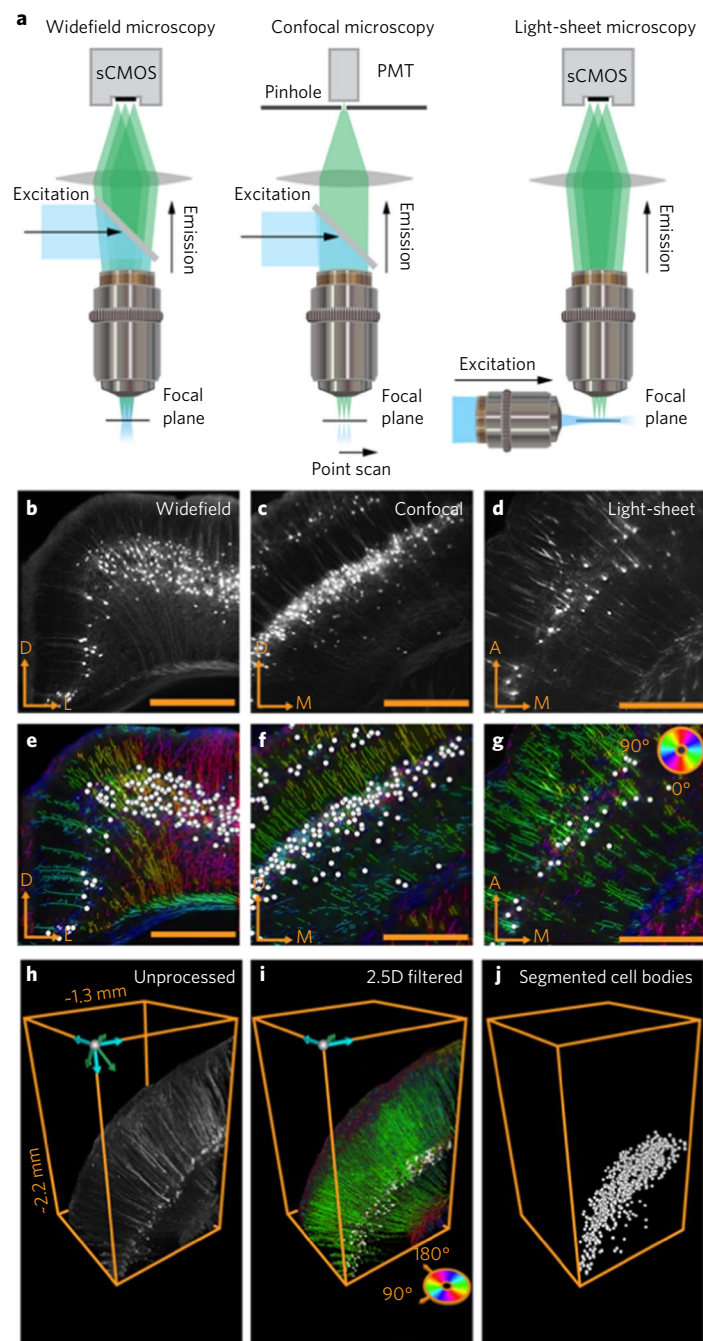 a
Widefield microscopy
Confocal microscopy
Light-sheet microscopy
sCMOS
PMT
sCMOS
Pinhole
Excitation
Emission
Excitation
Emission
Emission
Excitation
Focal
plane
Focal
plane
Focal
plane
Point scan
b
Widefield
D
L
c
Confocal
D
M
d
Light-sheet
A
M
e
D
L
f
D
M
g
90°
0°
A
M
h
Unprocessed
~1.3 mm
~2.2 mm
i
2.5D filtered
180°
90°
j
Segmented cell bodies